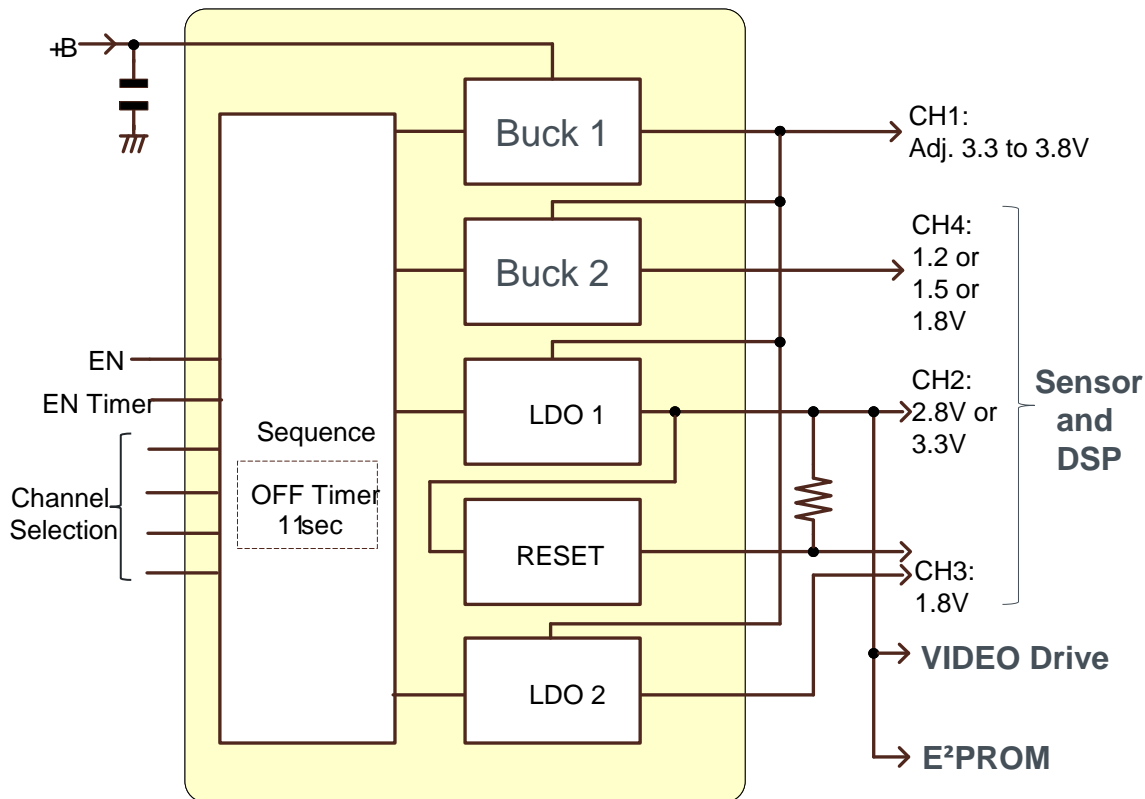 +B
Buck 1
CH1:
Adj. 3.3 to 3.8V
Buck 2
CH4:
1.2 or
1.5 or
1.8V
EN
EN Timer
LDO 1
CH2:
2.8V or
3.3V
Sensor
and
DSP
Sequence
OFF Timer
11sec
Channel
Selection
RESET
CH3:
1.8V
VIDEO Drive
LDO 2
E²PROM